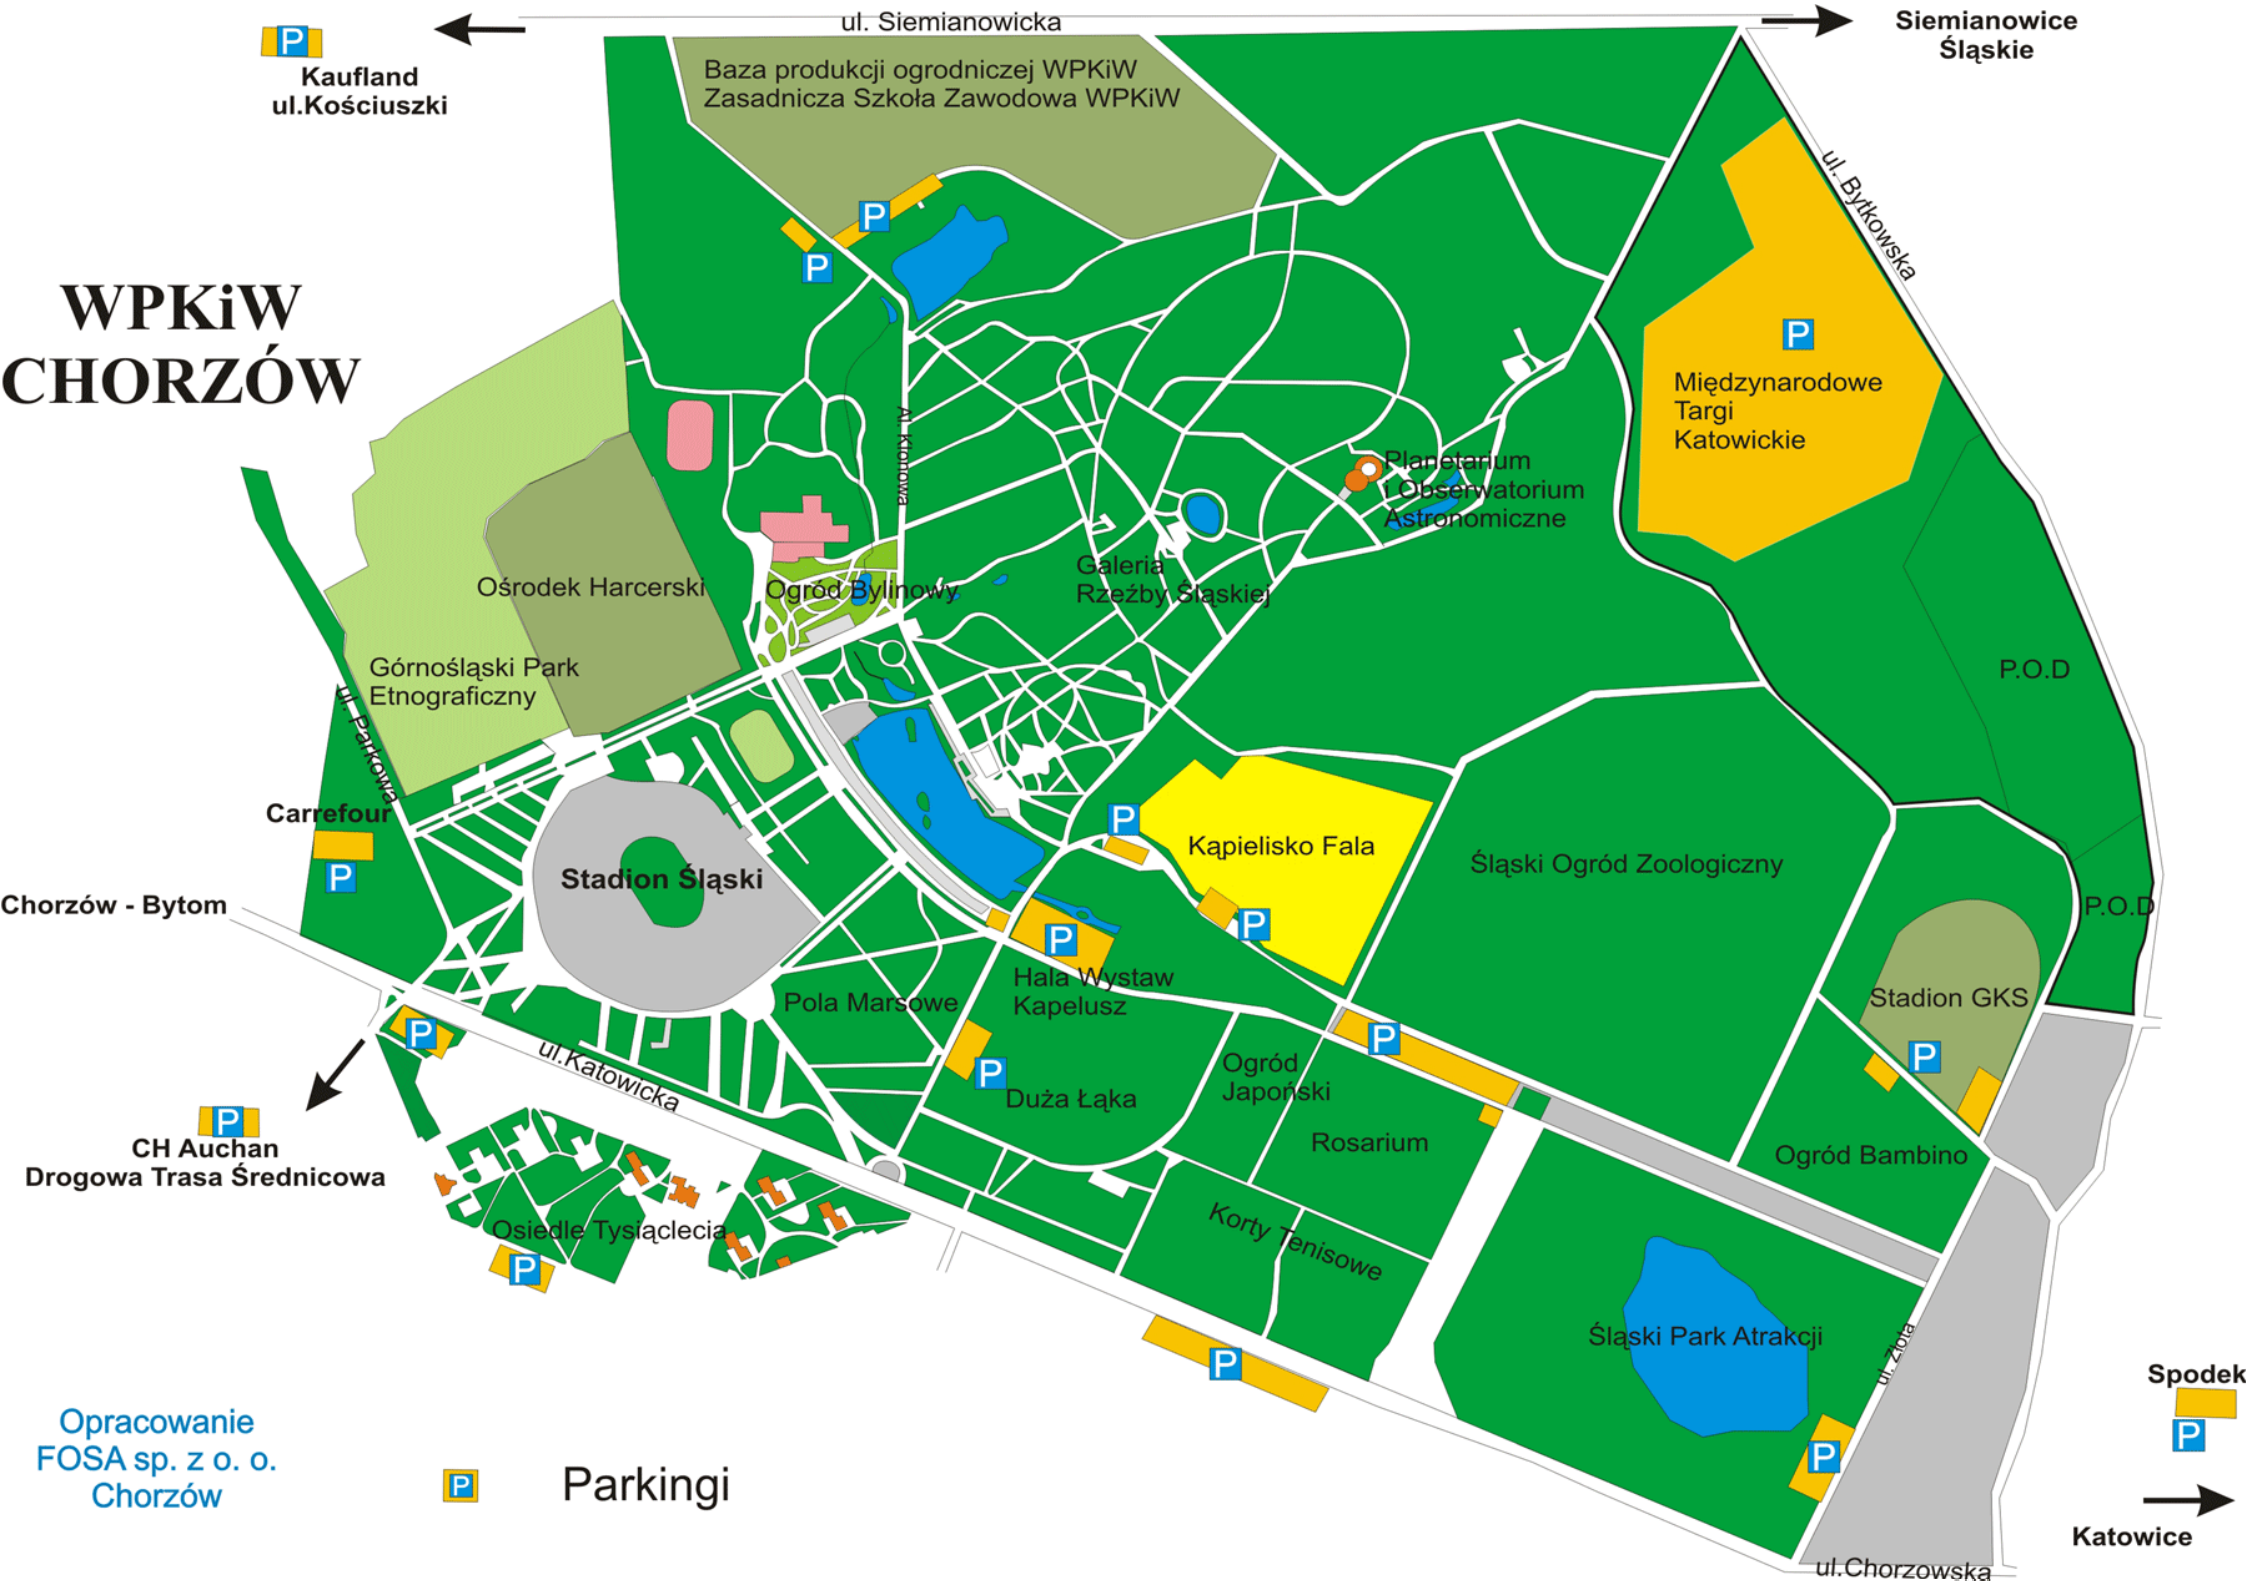 ul. Siemianowicka
Siemianowice
Śląskie
P
Kaufland
ul.Kościuszki
Baza produkcji ogrodniczej WPKiW
Zasadnicza Szkoła Zawodowa WPKiW
ul. Bytkowska
P
P
WPKiW
CHORZÓW
P
Międzynarodowe
Targi
Katowickie
Al. Klonowa
Planetarium
i Obserwatorium
Astronomiczne
Galeria
Rzeźby Śląskiej
Ośrodek Harcerski
Ogród Bylinowy
Górnośląski Park
Etnograficzny
ul. Parkowa
P.O.D
Carrefour
P
P
Kąpielisko Fala
Śląski Ogród Zoologiczny
Stadion Śląski
Chorzów - Bytom
P.O.D
P
P
Hala Wystaw
Kapelusz
Pola Marsowe
Stadion GKS
P
P
P
P
Ogród
Japoński
Duża Łąka
ul.Katowicka
P
CH Auchan
Drogowa Trasa Średnicowa
Rosarium
Ogród Bambino
Osiedle Tysiąclecia
P
Korty Tenisowe
Śląski Park Atrakcji
ul. Złota
P
Spodek
P
P
Opracowanie
FOSA sp. z o. o.
Chorzów
P
Parkingi
Katowice
ul.Chorzowska